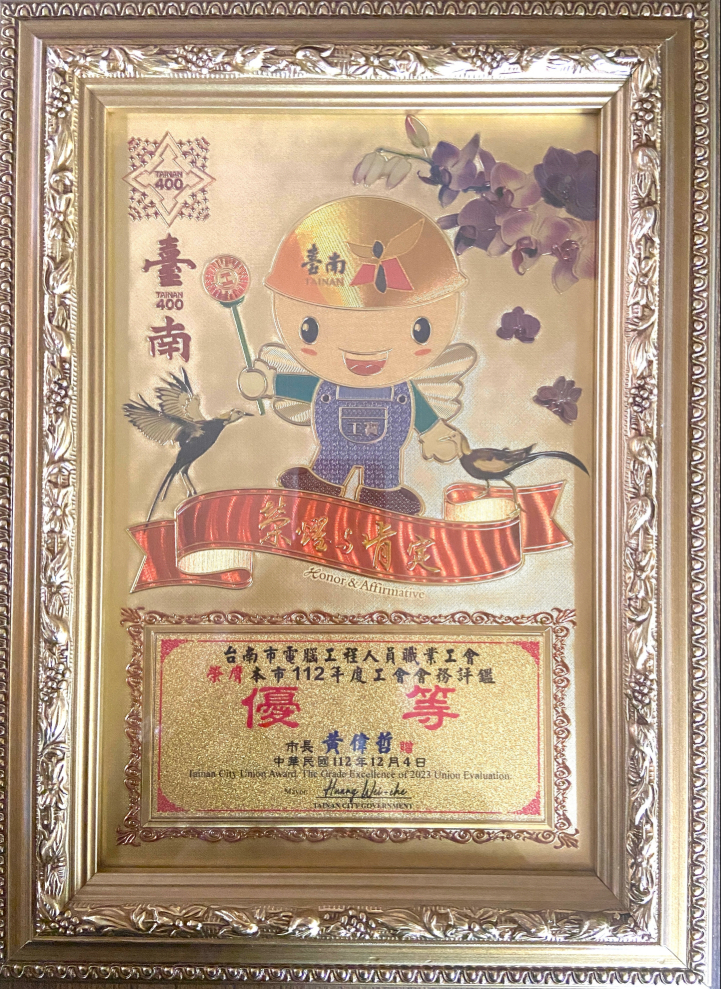 TAINAN
400
臺
TAINAN
400
南
臺南
TAINAN
工
工商
榮耀与肯定
Honor & Affirmative
台南市電腦工程人員職業工會
榮膺本市112年度工會會務評鑑
優等
市長 黃偉哲 贈
中華民國112年12月4日
Tainan City Union Award. The Grade Excellence of 2023 Union Evaluation.
Mayor Huang Wei-che
TAINAN CITY GOVERNMENT